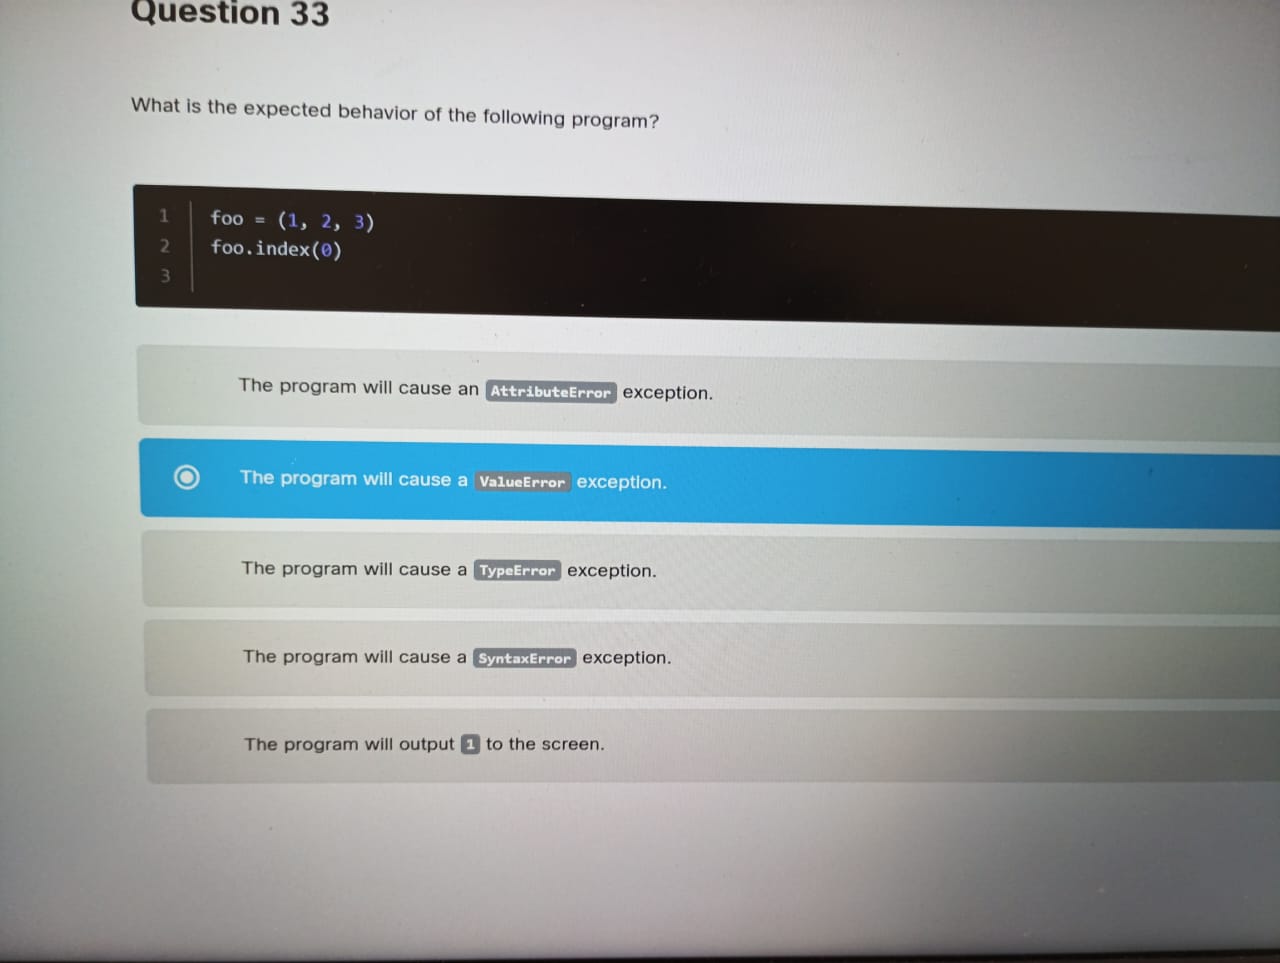 Question 33
What is the expected behavior of the following program?
1 foo = (1, 2, 3)
2 foo.index(0)
3
The program will cause an AttributeError exception.
The program will cause a ValueError exception.
The program will cause a TypeError exception.
The program will cause a SyntaxError exception.
The program will output 1 to the screen.